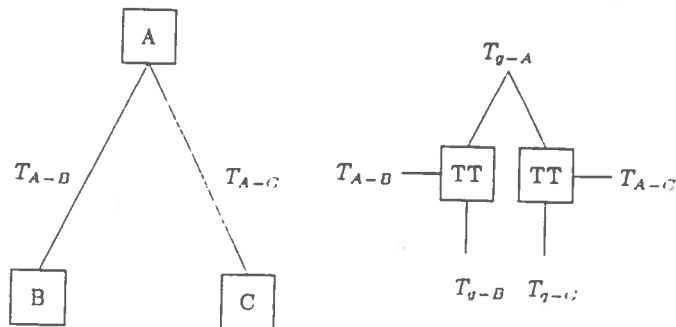 A
T_{g-A}
T_{A-B} T_{A-C} T_{A-B} TT TT T_{A-C}
B C T_{g-B} T_{g-C}